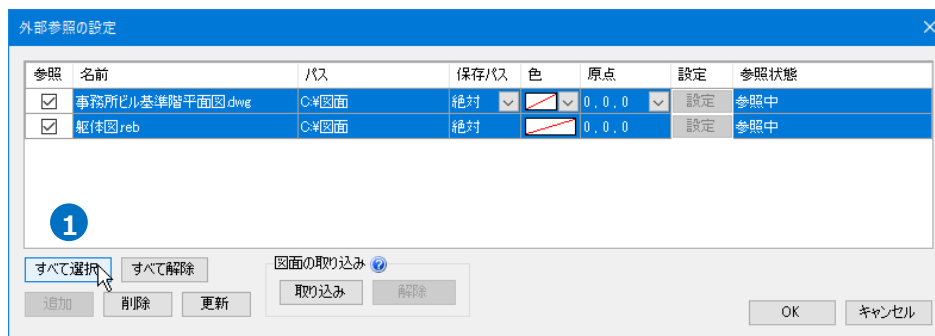 外部参照の設定
参照 名前 パス 保存パス 色 原点 設定 参照状態
事務所ビル基準階平面図.dwg C:¥図面 絶対 0, 0, 0 設定 参照中
躯体図.reb C:¥図面 絶対 0, 0, 0 設定 参照中
1
すべて選択 すべて解除 図面の取り込み
追加 削除 更新 取り込み 解除
OK キャンセル